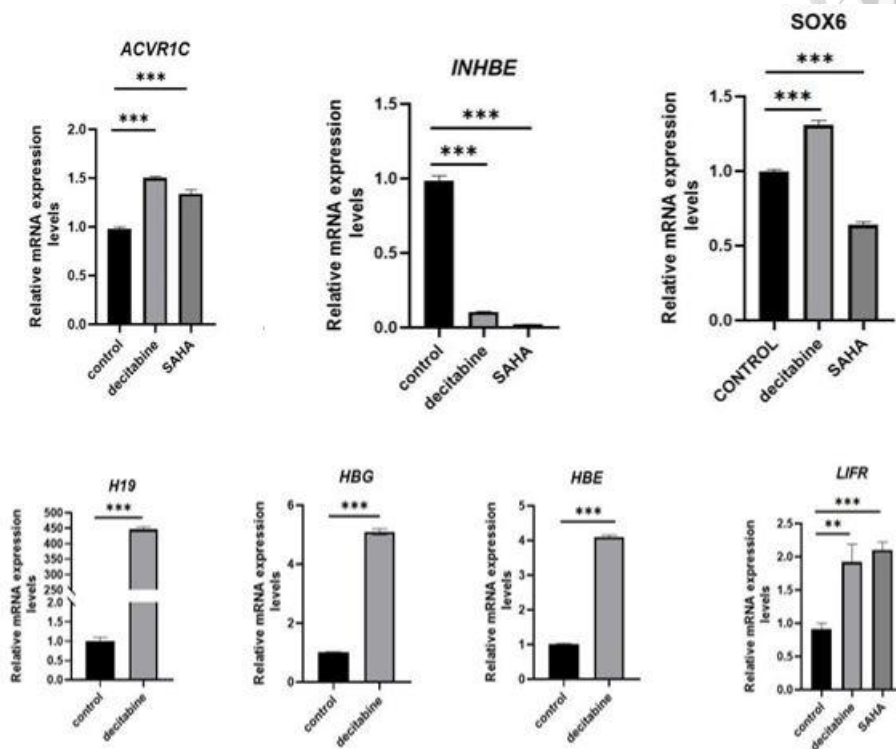 ACVR1C
***
***
Relative mRNA expression
levels
2.0
1.5
1.0
0.5
0.0
control
decitabine
SAHA
INHBE
***
***
Relative mRNA expression
levels
1.5
1.0
0.5
0.0
control
decitabine
SAHA
SOX6
***
***
Relative mRNA expression
levels
1.5
1.0
0.5
0.0
CONTROL
decitabine
SAHA
H19
***
Relative mRNA expression
levels
500
450
400
350
300
250
2.0
1.5
1.0
0.5
0.0
control
decitabine
HBG
***
Relative mRNA expression
levels
6
4
2
0
control
decitabine
HBE
***
Relative mRNA expression
levels
5
4
3
2
1
0
control
decitabine
LIFR
***
**
Relative mRNA expression
levels
2.5
2.0
1.5
1.0
0.5
0.0
control
decitabine
SAHA